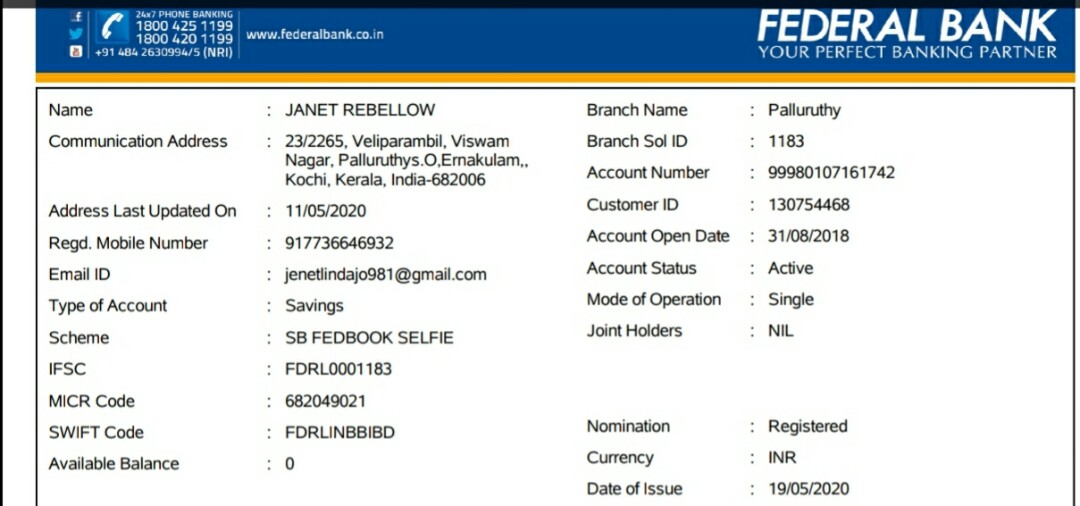 24x7 PHONE BANKING
1800 425 1199
1800 420 1199
+91 484 2630994/5 (NRI)
www.federalbank.co.in
FEDERAL BANK
YOUR PERFECT BANKING PARTNER
Name : JANET REBELLOW
Communication Address : 23/2265, Veliparambil, Viswam
Nagar, Palluruthys.O,Ernakulam,,
Kochi, Kerala, India-682006
Address Last Updated On : 11/05/2020
Regd. Mobile Number : 917736646932
Email ID : jenetlindajo981@gmail.com
Type of Account : Savings
Scheme : SB FEDBOOK SELFIE
IFSC : FDRL0001183
MICR Code : 682049021
SWIFT Code : FDRLINBBIBD
Available Balance : 0
Branch Name : Palluruthy
Branch Sol ID : 1183
Account Number : 99980107161742
Customer ID : 130754468
Account Open Date : 31/08/2018
Account Status : Active
Mode of Operation : Single
Joint Holders : NIL
Nomination : Registered
Currency : INR
Date of Issue : 19/05/2020